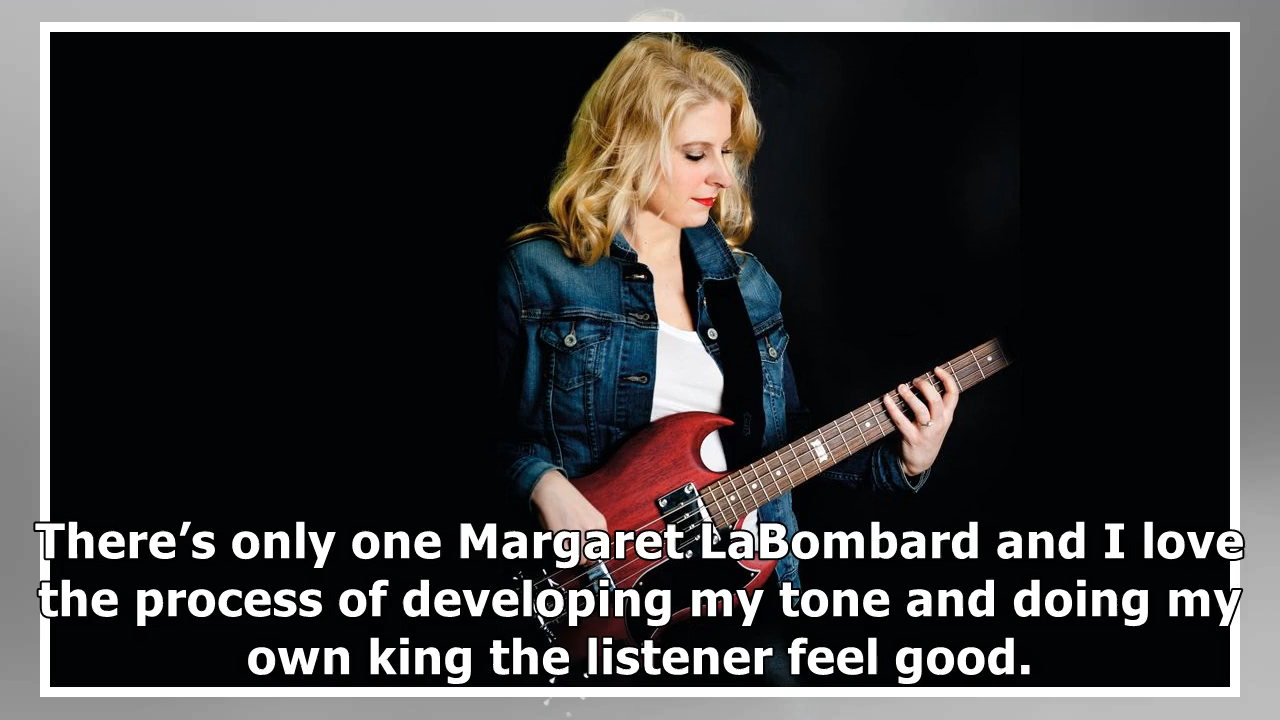 There’s only one Margaret LaBombard and I love
the process of developing my tone and doing my
own king the listener feel good.